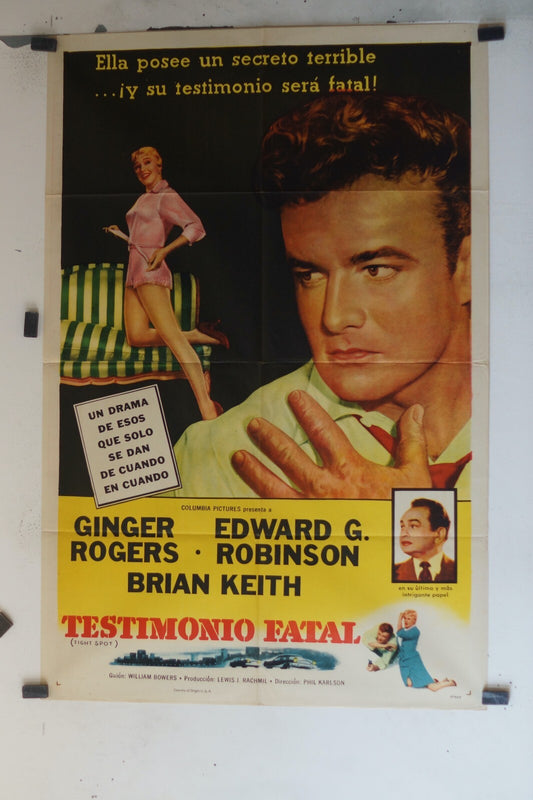 Ella posee un secreto terrible
...¡y su testimonio será fatal!
UN DRAMA
DE ESOS
QUE SOLO
SE DAN
DE CUANDO
EN CUANDO
COLUMBIA PICTURES presenta a
GINGER ROGERS · EDWARD G. ROBINSON
BRIAN KEITH
en su último y más
intrigante papel
TESTIMONIO FATAL
(TIGHT SPOT)
Guión: WILLIAM BOWERS • Producción: LEWIS J. RACHMIL • Dirección: PHIL KARLSON